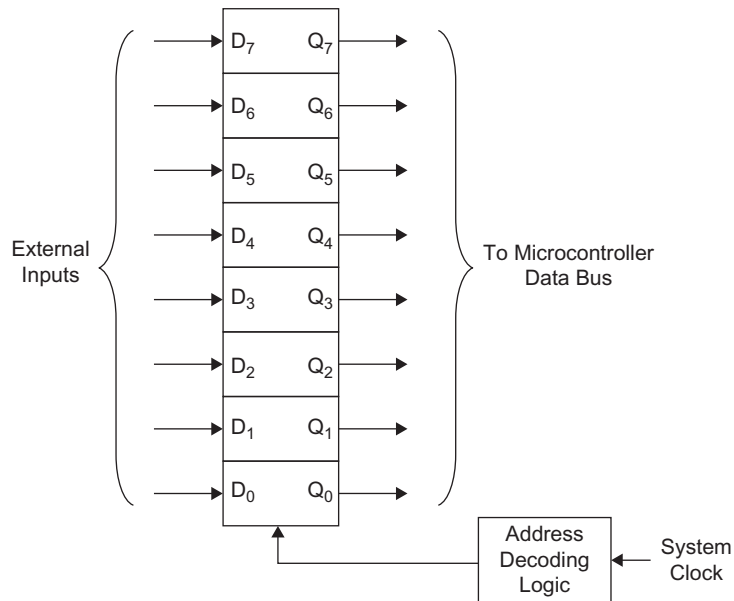 D7 Q7
D6 Q6
D5 Q5
D4 Q4
External
Inputs
To Microcontroller
Data Bus
D3 Q3
D2 Q2
D1 Q1
D0 Q0
Address
Decoding
Logic
System
Clock